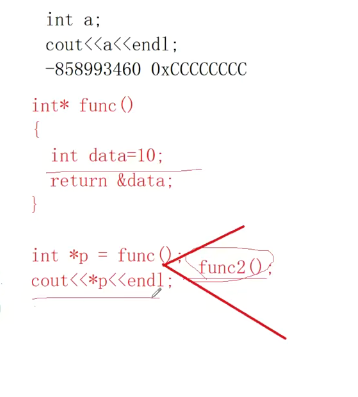 int a;
cout<<a<<endl;
-858993460 0xCCCCCCCC
int* func()
{
int data=10;
return &data;
}
int *p = func(); func2();
cout<<*p<<endl;